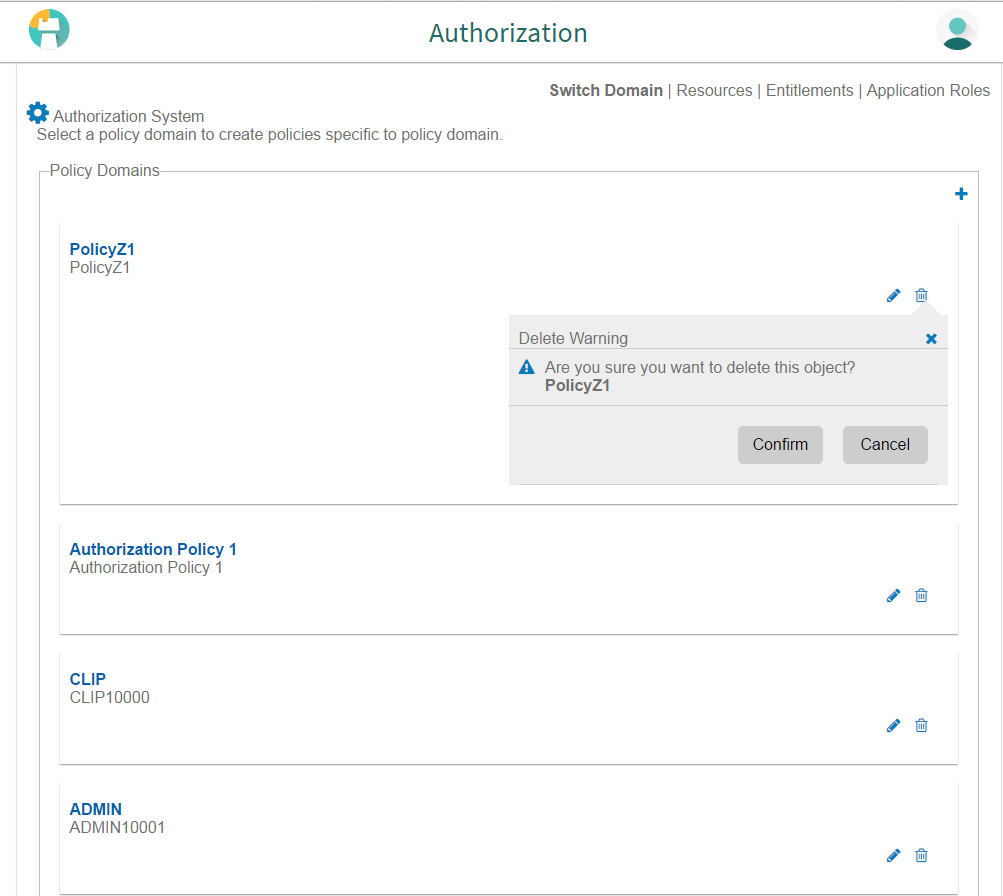 Authorization
Switch Domain | Resources | Entitlements | Application Roles
Authorization System
Select a policy domain to create policies specific to policy domain.
Policy Domains
PolicyZ1
PolicyZ1
Delete Warning
Are you sure you want to delete this object?
PolicyZ1
Confirm Cancel
Authorization Policy 1
Authorization Policy 1
CLIP
CLIP10000
ADMIN
ADMIN10001